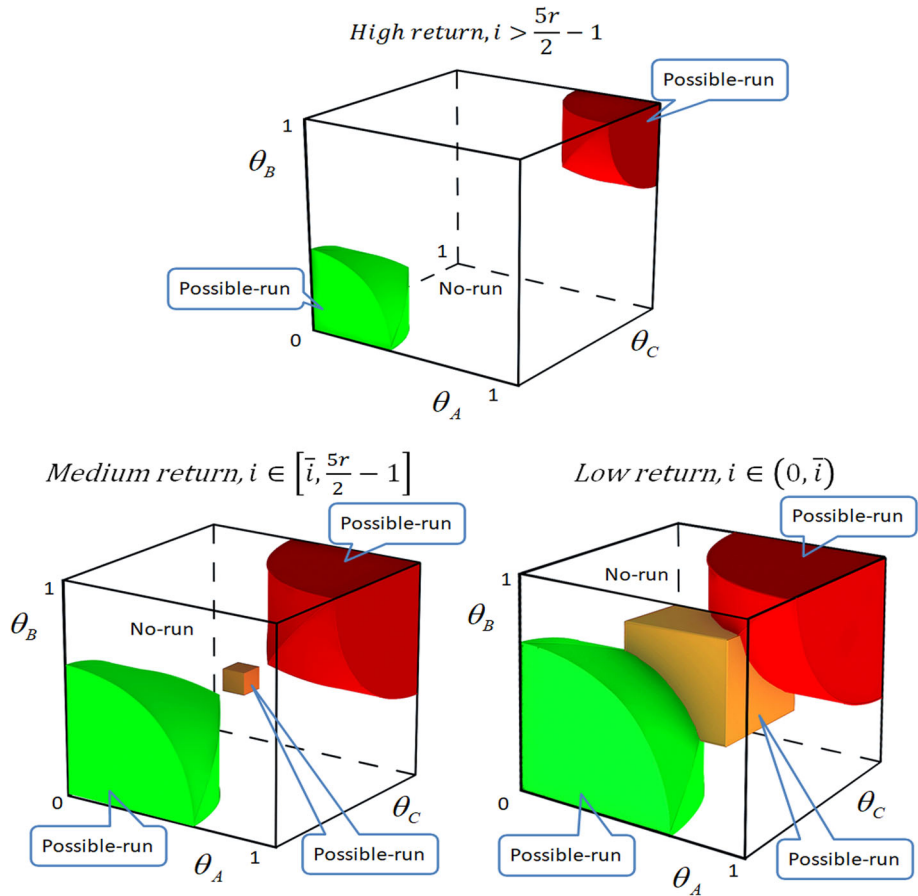 High return, i > 5r/2 − 1
Possible-run
1
θ_B
1
No-run
Possible-run
0
θ_C
1
θ_A
Medium return, i ∈ [i̅, 5r/2 − 1]
Possible-run
1
No-run
θ_B
0
θ_C
Possible-run
1
Possible-run
θ_A
Low return, i ∈ (0, i̅)
Possible-run
No-run
1
θ_B
0
θ_C
Possible-run
1
Possible-run
θ_A